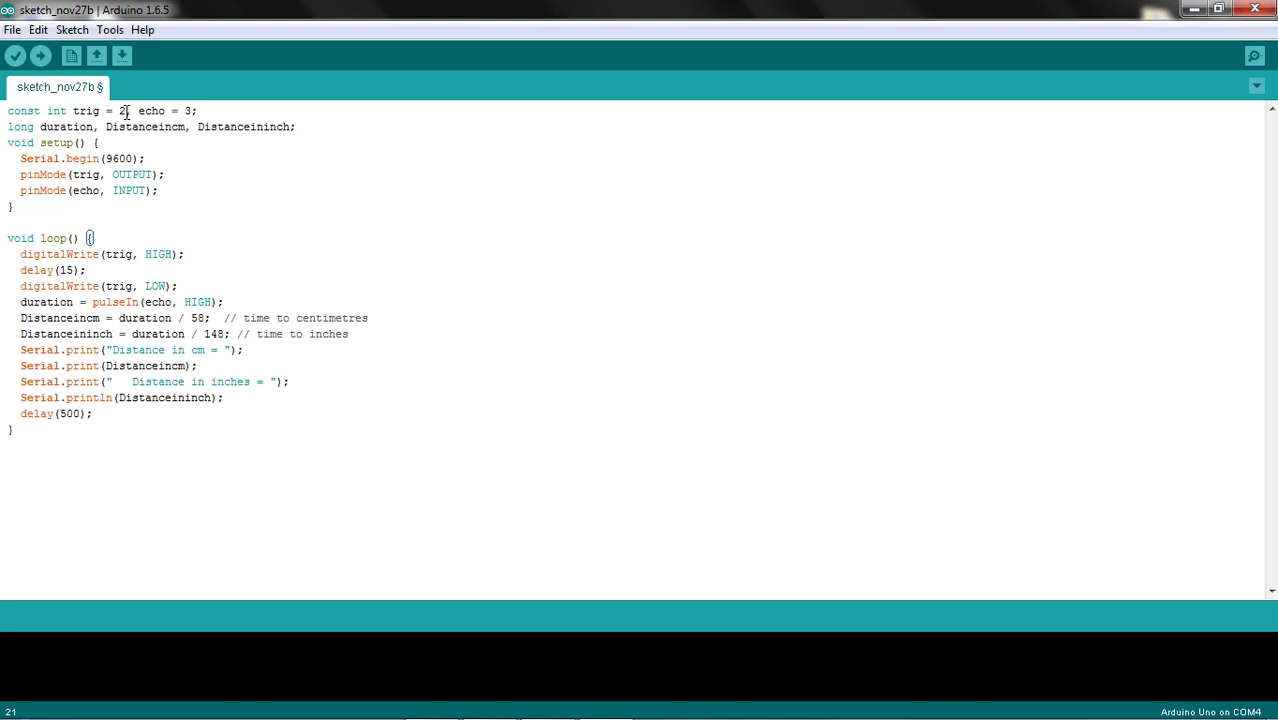 sketch_nov27b | Arduino 1.6.5
File Edit Sketch Tools Help
sketch_nov27b §
const int trig = 2, echo = 3;
long duration, Distanceincm, Distanceininch;
void setup() {
  Serial.begin(9600);
  pinMode(trig, OUTPUT);
  pinMode(echo, INPUT);
}
void loop() {
  digitalWrite(trig, HIGH);
  delay(15);
  digitalWrite(trig, LOW);
  duration = pulseIn(echo, HIGH);
  Distanceincm = duration / 58;  // time to centimetres
  Distanceininch = duration / 148; // time to inches
  Serial.print("Distance in cm = ");
  Serial.print(Distanceincm);
  Serial.print("   Distance in inches = ");
  Serial.println(Distanceininch);
  delay(500);
}
21 Arduino Uno on COM4